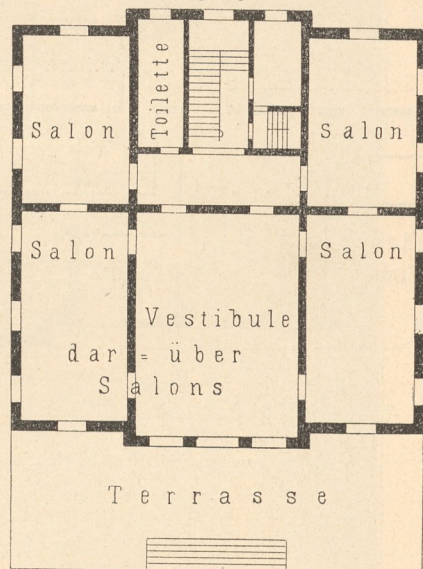 Toilette
Salon Salon
Salon Salon
Vestibule
dar = über
Salons
Terrasse